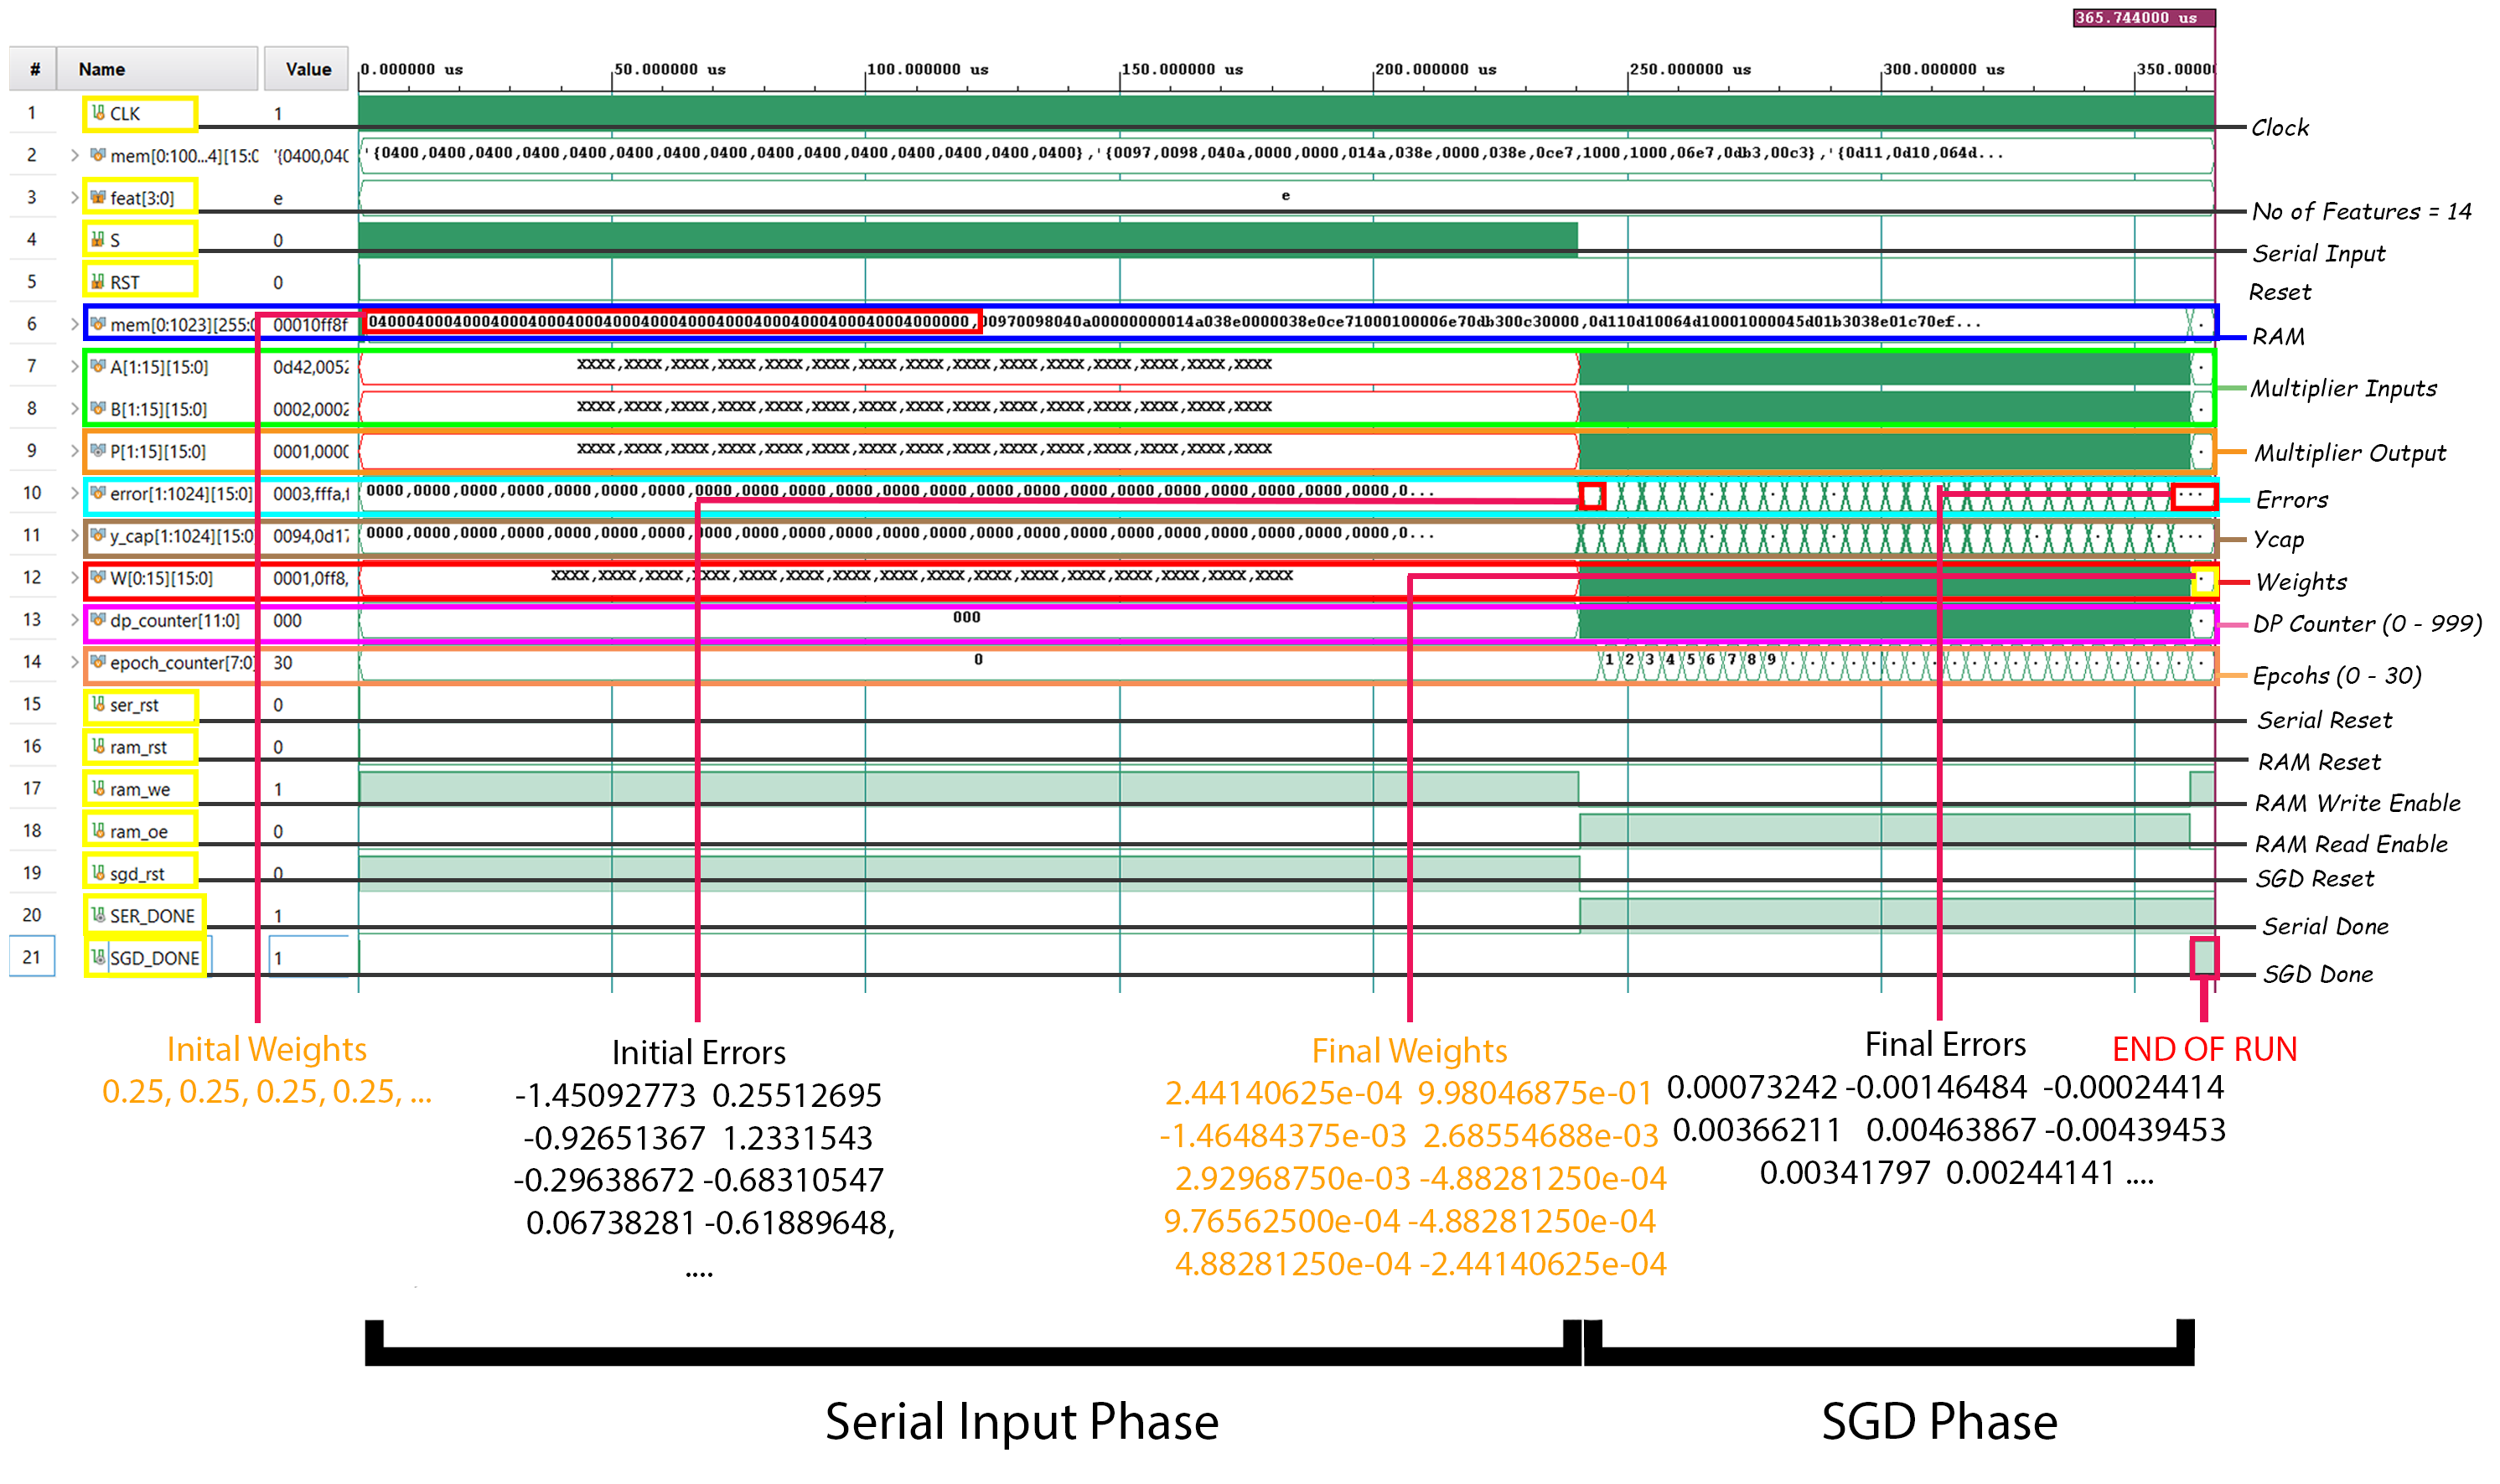 365.744000 us
# Name Value 0.000000 us 50.000000 us 100.000000 us 150.000000 us 200.000000 us 250.000000 us 300.000000 us 350.0000
1 CLK 1 Clock
2 mem[0:100...4][15:0 '{0400,040 '{0400,0400,0400,0400,0400,0400,0400,0400,0400,0400,0400,0400,0400,0400,0400},'{0097,0098,040a,0000,0000,014a,038e,0000,038e,0ce7,1000,1000,06e7,0db3,00c3},'{0d11,0d10,064d...
3 feat[3:0] e e No of Features = 14
4 S 0 Serial Input
5 RST 0 Reset
6 mem[0:1023][255:0 00010ff8f 0400040004000400040004000400040004000400040004000400040004000000,00970098040a00000000014a038e0000038e0ce71000100006e70db300c30000,0d110d10064d10001000045d01b3038e01c70ef... . RAM
7 A[1:15][15:0] 0d42,0052 XXXX,XXXX,XXXX,XXXX,XXXX,XXXX,XXXX,XXXX,XXXX,XXXX,XXXX,XXXX,XXXX,XXXX,XXXX .
8 B[1:15][15:0] 0002,0002 XXXX,XXXX,XXXX,XXXX,XXXX,XXXX,XXXX,XXXX,XXXX,XXXX,XXXX,XXXX,XXXX,XXXX,XXXX . Multiplier Inputs
9 P[1:15][15:0] 0001,0000 XXXX,XXXX,XXXX,XXXX,XXXX,XXXX,XXXX,XXXX,XXXX,XXXX,XXXX,XXXX,XXXX,XXXX,XXXX . Multiplier Output
10 error[1:1024][15:0] 0003,fffa,f 0000,0000,0000,0000,0000,0000,0000,0000,0000,0000,0000,0000,0000,0000,0000,0000,0000,0000,0000,0000,0000,0000,0... . . . ... Errors
11 y_cap[1:1024][15:0 0094,0d17 0000,0000,0000,0000,0000,0000,0000,0000,0000,0000,0000,0000,0000,0000,0000,0000,0000,0000,0000,0000,0000,0000,0... . . . . . ... Ycap
12 W[0:15][15:0] 0001,0ff8, XXXX,XXXX,XXXX,XXXX,XXXX,XXXX,XXXX,XXXX,XXXX,XXXX,XXXX,XXXX,XXXX,XXXX,XXXX,XXXX . Weights
13 dp_counter[11:0] 000 000 . DP Counter (0 - 999)
14 epoch_counter[7:0] 30 0 1 2 3 4 5 6 7 8 9 . . . . . . . . . . . . . . . . . . . . . Epcohs (0 - 30)
15 ser_rst 0 Serial Reset
16 ram_rst 0 RAM Reset
17 ram_we 1 RAM Write Enable
18 ram_oe 0 RAM Read Enable
19 sgd_rst 0 SGD Reset
20 SER_DONE 1 Serial Done
21 SGD_DONE 1 SGD Done
Inital Weights
0.25, 0.25, 0.25, 0.25, ...
Initial Errors
-1.45092773 0.25512695
-0.92651367 1.2331543
-0.29638672 -0.68310547
0.06738281 -0.61889648,
....
Final Weights
2.44140625e-04 9.98046875e-01
-1.46484375e-03 2.68554688e-03
2.92968750e-03 -4.88281250e-04
9.76562500e-04 -4.88281250e-04
4.88281250e-04 -2.44140625e-04
Final Errors
0.00073242 -0.00146484 -0.00024414
0.00366211 0.00463867 -0.00439453
0.00341797 0.00244141 ....
END OF RUN
Serial Input Phase
SGD Phase